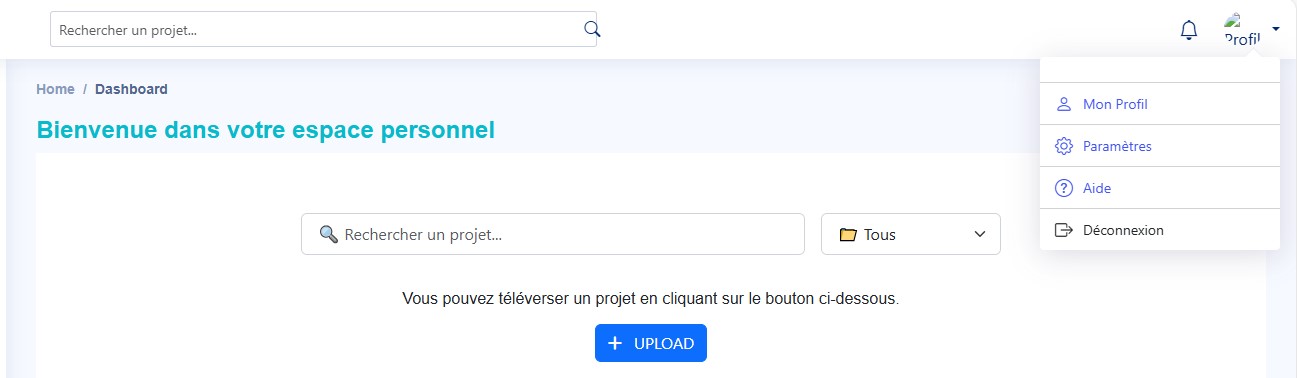 Rechercher un projet...
Profil
Home / Dashboard
Bienvenue dans votre espace personnel
Mon Profil
Paramètres
Aide
Déconnexion
Rechercher un projet...
Tous
Vous pouvez téléverser un projet en cliquant sur le bouton ci-dessous.
+ UPLOAD